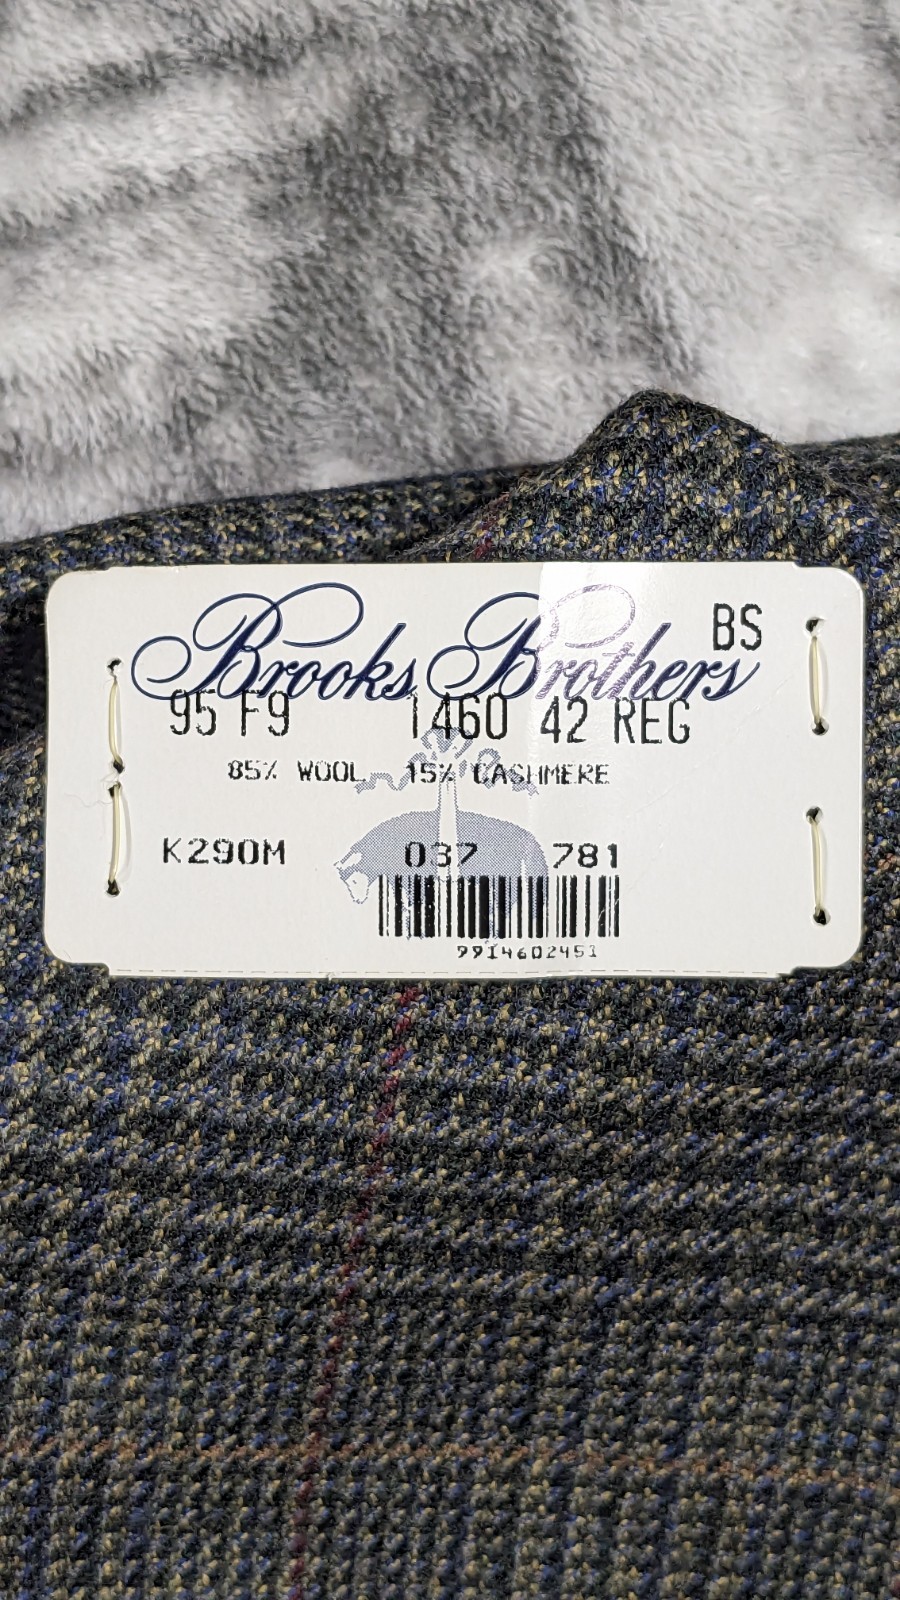 Brooks Brothers BS
95 F9 1460 42 REG
85% WOOL 15% CASHMERE
K290M 037 781
9914602451